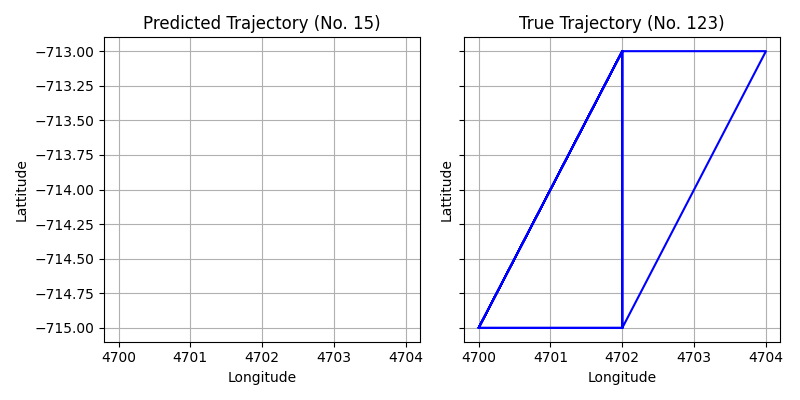 Predicted Trajectory (No. 15)
True Trajectory (No. 123)
−713.00
−713.25
−713.50
−713.75
−714.00
−714.25
−714.50
−714.75
−715.00
Lattitude
Lattitude
4700 4701 4702 4703 4704
4700 4701 4702 4703 4704
Longitude
Longitude